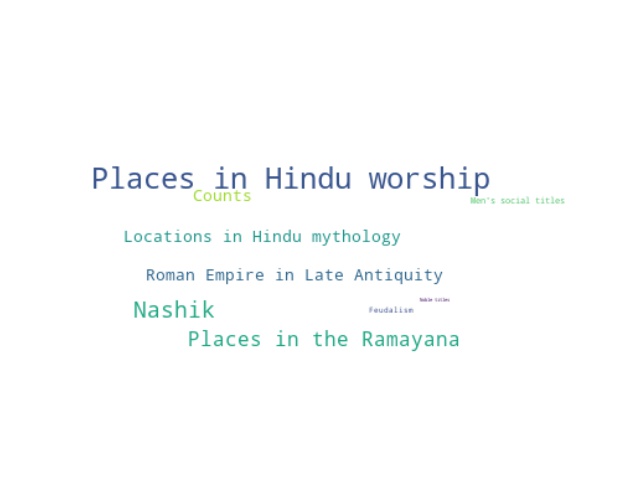 Places in Hindu worship
Counts
Men's social titles
Locations in Hindu mythology
Roman Empire in Late Antiquity
Noble titles
Nashik
Feudalism
Places in the Ramayana